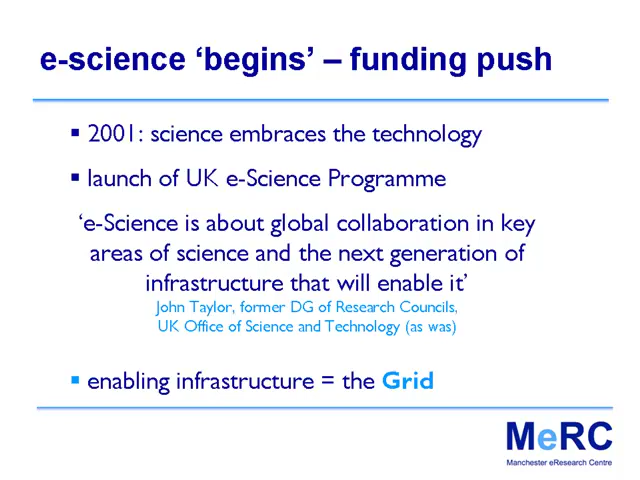 e-science ‘begins’ – funding push
▪ 2001: science embraces the technology
▪ launch of UK e-Science Programme
‘e-Science is about global collaboration in key
areas of science and the next generation of
infrastructure that will enable it’
John Taylor, former DG of Research Councils,
UK Office of Science and Technology (as was)
▪ enabling infrastructure = the Grid
MeRC
Manchester eResearch Centre